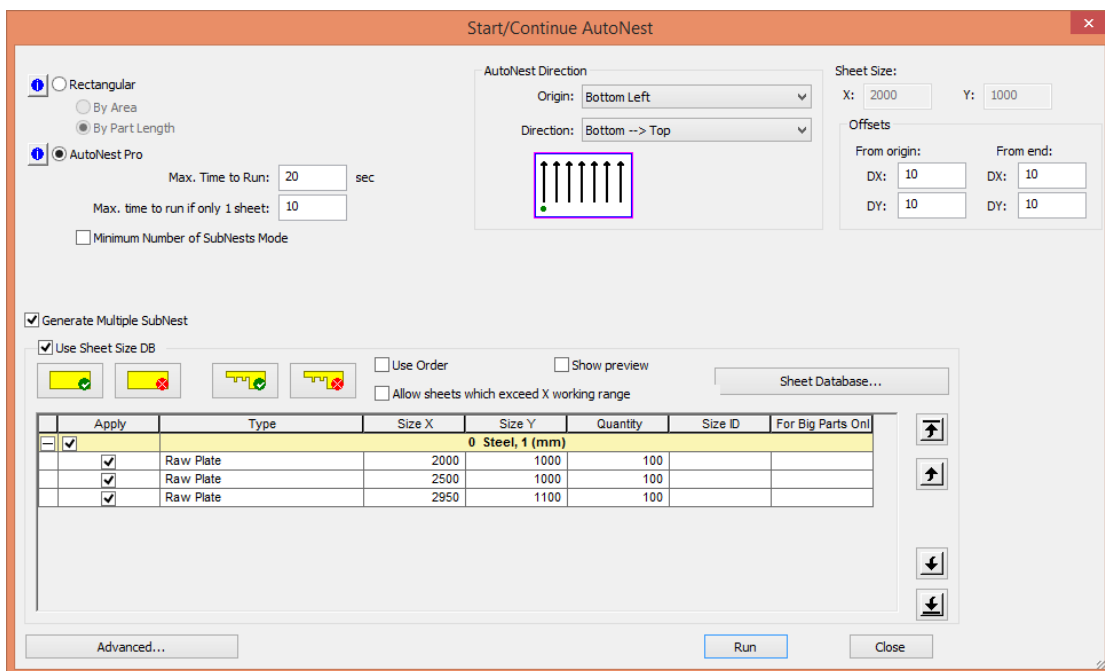 Start/Continue AutoNest
Rectangular
By Area
By Part Length
AutoNest Pro
Max. Time to Run: 20 sec
Max. time to run if only 1 sheet: 10
Minimum Number of SubNests Mode
AutoNest Direction
Origin: Bottom Left
Direction: Bottom --> Top
Sheet Size:
X: 2000 Y: 1000
Offsets
From origin: From end:
DX: 10 DX: 10
DY: 10 DY: 10
Generate Multiple SubNest
Use Sheet Size DB
Use Order Show preview
Allow sheets which exceed X working range
Sheet Database...
Apply Type Size X Size Y Quantity Size ID For Big Parts Onl
0 Steel, 1 (mm)
Raw Plate 2000 1000 100
Raw Plate 2500 1000 100
Raw Plate 2950 1100 100
Advanced... Run Close